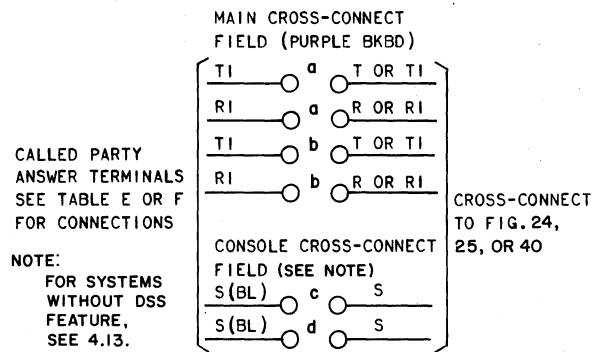 MAIN CROSS-CONNECT
FIELD (PURPLE BKBD)
T1 a T OR T1
R1 a R OR R1
T1 b T OR T1
R1 b R OR R1
CALLED PARTY
ANSWER TERMINALS
SEE TABLE E OR F
FOR CONNECTIONS
CROSS-CONNECT
TO FIG. 24,
25, OR 40
NOTE:
FOR SYSTEMS
WITHOUT DSS
FEATURE,
SEE 4.13.
CONSOLE CROSS-CONNECT
FIELD (SEE NOTE)
S(BL) c S
S(BL) d S